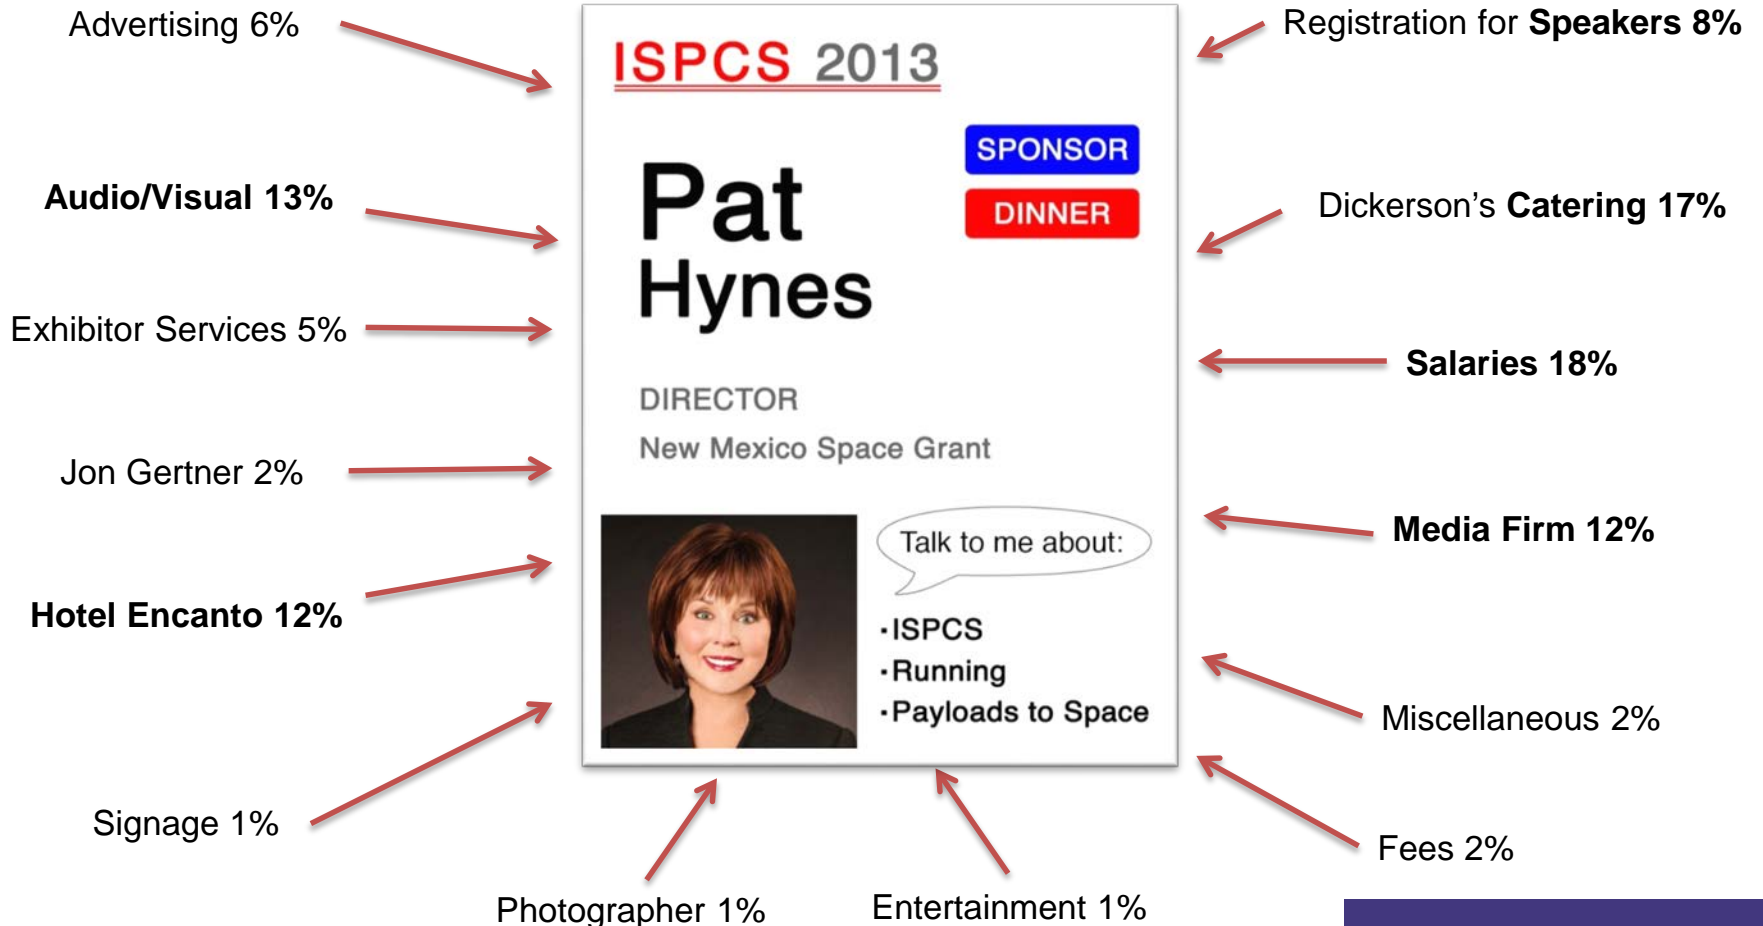 Advertising 6%
Audio/Visual 13%
Exhibitor Services 5%
Jon Gertner 2%
Hotel Encanto 12%
Signage 1%
ISPCS 2013
SPONSOR
DINNER
Pat
Hynes
DIRECTOR
New Mexico Space Grant
Talk to me about:
·ISPCS
·Running
·Payloads to Space
Photographer 1%
Entertainment 1%
Registration for Speakers 8%
Dickerson’s Catering 17%
Salaries 18%
Media Firm 12%
Miscellaneous 2%
Fees 2%